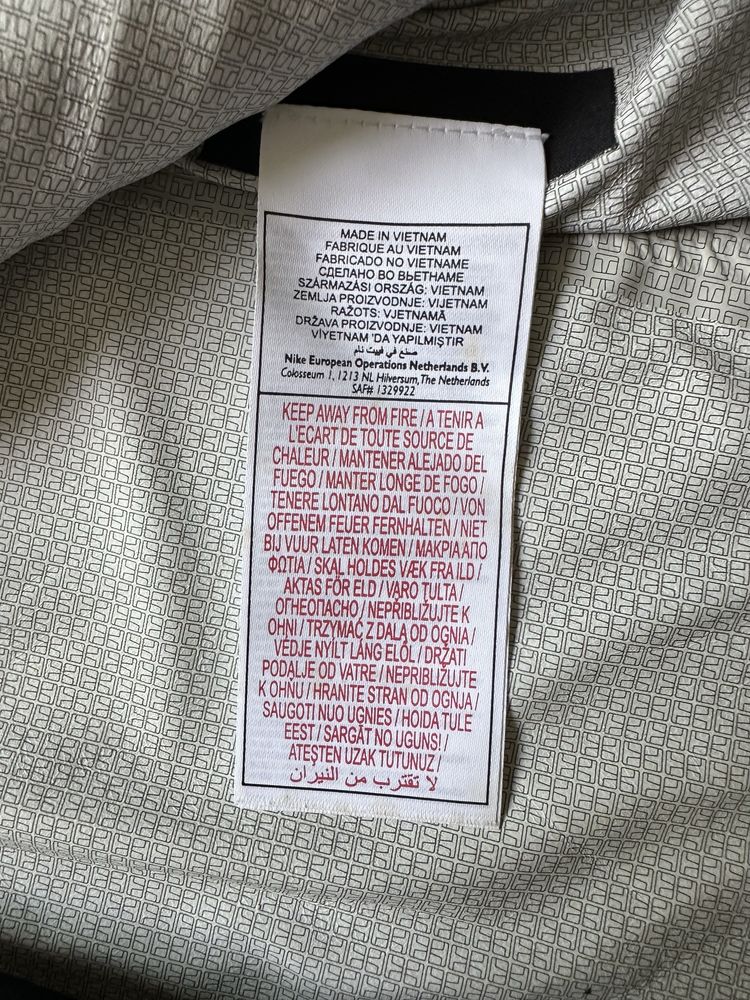 MADE IN VIETNAM
FABRIQUE AU VIETNAM
FABRICADO NO VIETNAME
СДЕЛАНО ВО ВЬЕТНАМЕ
SZÁRMAZÁSI ORSZÁG: VIETNAM
ZEMLJA PROIZVODNJE: VIJETNAM
RAŽOTS: VJETNAMĀ
DRŽAVA PROIZVODNJE: VIETNAM
VİYETNAM 'DA YAPILMIŞTIR
صنع في فييت نام
Nike European Operations Netherlands B.V.
Colosseum 1, 1213 NL Hilversum, The Netherlands
SAF# 1329922
KEEP AWAY FROM FIRE / A TENIR A
L'ECART DE TOUTE SOURCE DE
CHALEUR / MANTENER ALEJADO DEL
FUEGO / MANTER LONGE DE FOGO /
TENERE LONTANO DAL FUOCO / VON
OFFENEM FEUER FERNHALTEN / NIET
BIJ VUUR LATEN KOMEN / ΜΑΚΡΙΑ ΑΠΟ
ΦΩΤΙΑ / SKAL HOLDES VÆK FRA ILD /
AKTAS FÖR ELD / VARO TULTA /
ОГНЕОПАСНО / NEPŘIBLIŽUJTE K
OHNI / TRZYMAĆ Z DALA OD OGNIA /
VÉDJE NYÍLT LÁNG ELŐL / DRŽATI
PODALJE OD VATRE / NEPRIBLIŽUJTE
K OHŇU / HRANITE STRAN OD OGNJA /
SAUGOTI NUO UGNIES / HOIDA TULE
EEST / SARGĀT NO UGUNS! /
ATEŞTEN UZAK TUTUNUZ /
لا تقترب من النيران